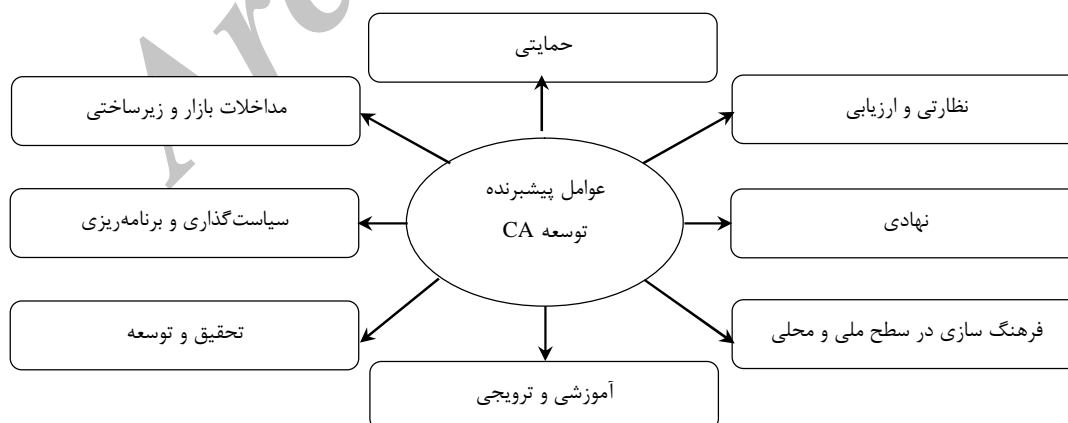 حمایتی
نظارتی و ارزیابی
مداخلات بازار و زیرساختی
عوامل پیشبرنده
توسعه CA
نهادی
سیاست‌گذاری و برنامه‌ریزی
فرهنگ سازی در سطح ملی و محلی
تحقیق و توسعه
آموزشی و ترویجی
Arc